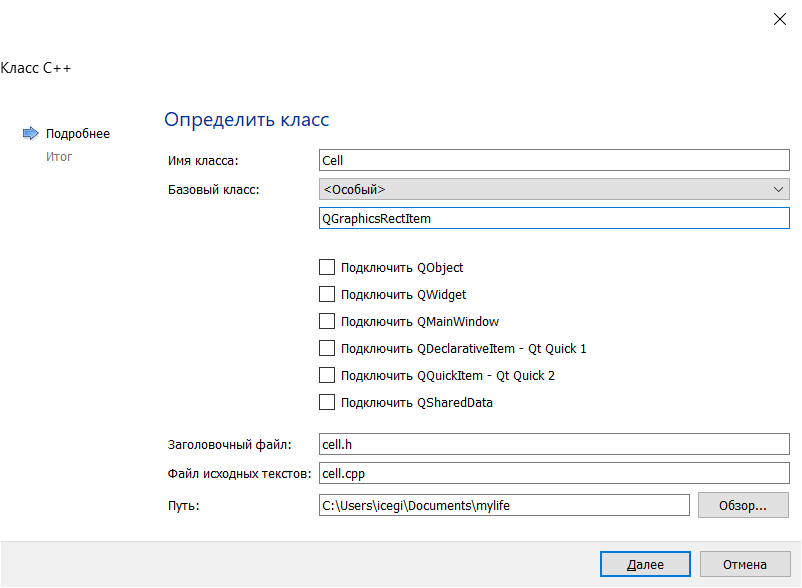 Класс C++
Подробнее
Итог
Определить класс
Имя класса: Cell
Базовый класс: <Особый>
QGraphicsRectItem
Подключить QObject
Подключить QWidget
Подключить QMainWindow
Подключить QDeclarativeItem - Qt Quick 1
Подключить QQuickItem - Qt Quick 2
Подключить QSharedData
Заголовочный файл: cell.h
Файл исходных текстов: cell.cpp
Путь: C:\Users\icegi\Documents\mylife Обзор...
Далее Отмена